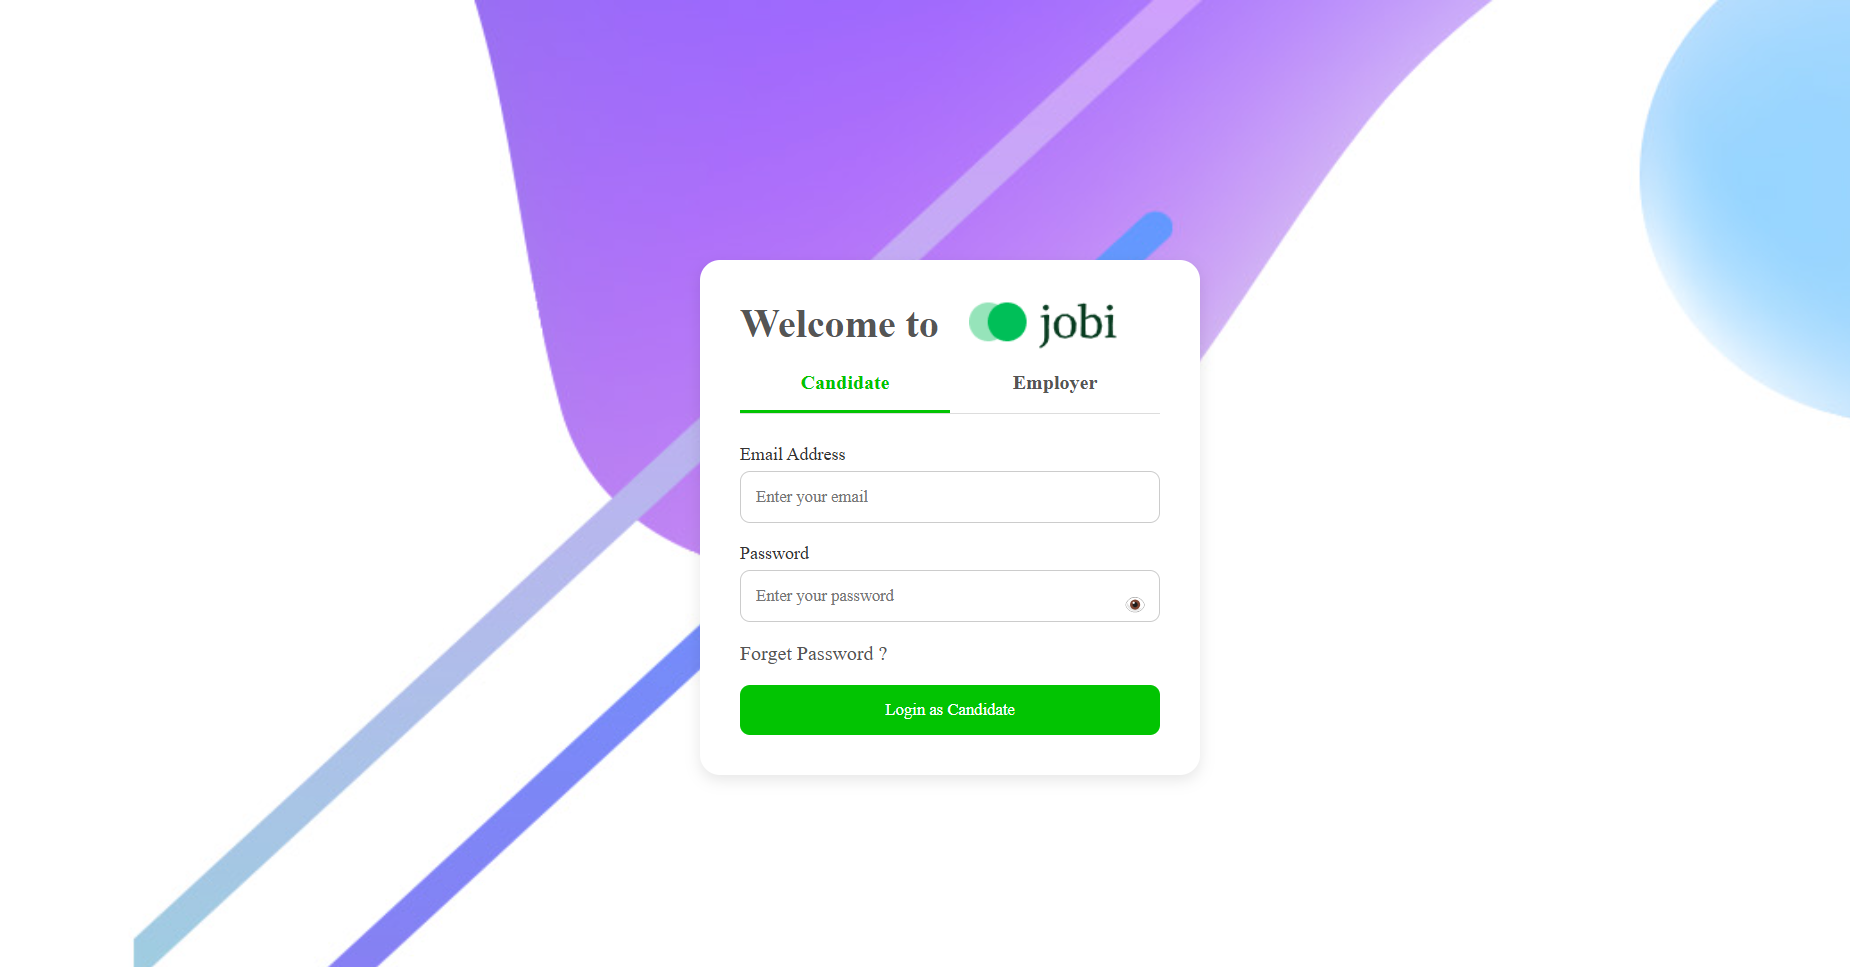 Welcome to jobi
Candidate Employer
Email Address
Enter your email
Password
Enter your password
Forget Password ?
Login as Candidate